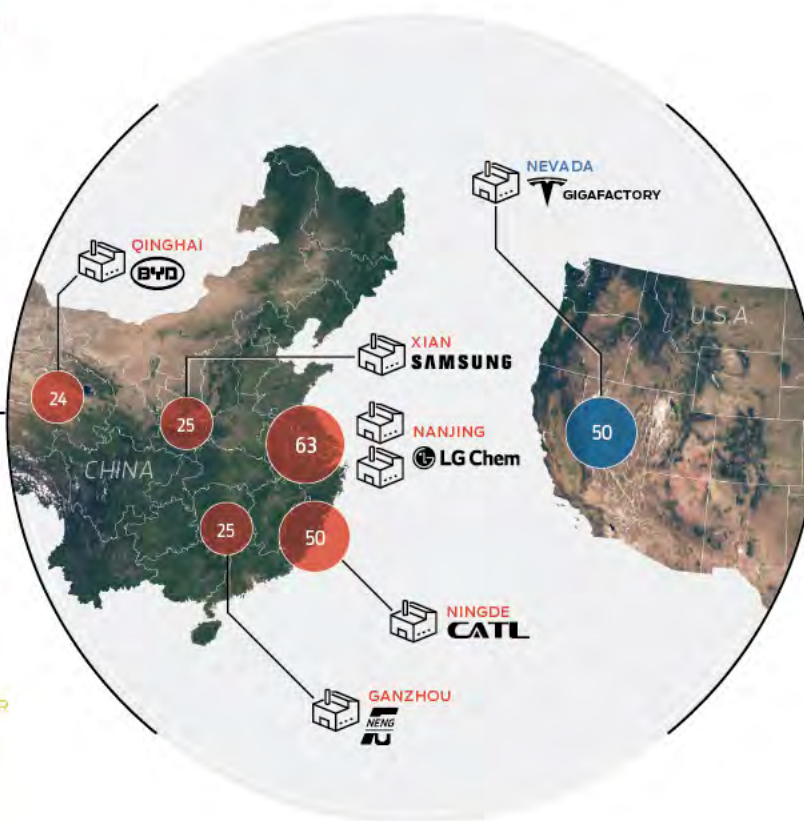 NEVADA
GIGAFACTORY
QINGHAI
BYD
U.S.A.
XIAN
SAMSUNG
24
25
63
NANJING
LG Chem
50
CHINA
25
50
NINGDE
CATL
GANZHOU
NENG
R